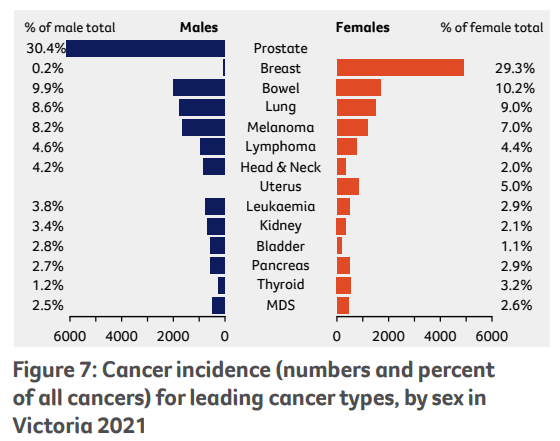 % of male total Males Females % of female total
30.4% Prostate
0.2% Breast 29.3%
9.9% Bowel 10.2%
8.6% Lung 9.0%
8.2% Melanoma 7.0%
4.6% Lymphoma 4.4%
4.2% Head & Neck 2.0%
Uterus 5.0%
3.8% Leukaemia 2.9%
3.4% Kidney 2.1%
2.8% Bladder 1.1%
2.7% Pancreas 2.9%
1.2% Thyroid 3.2%
2.5% MDS 2.6%
6000 4000 2000 0 0 2000 4000 6000
Figure 7: Cancer incidence (numbers and percent
of all cancers) for leading cancer types, by sex in
Victoria 2021